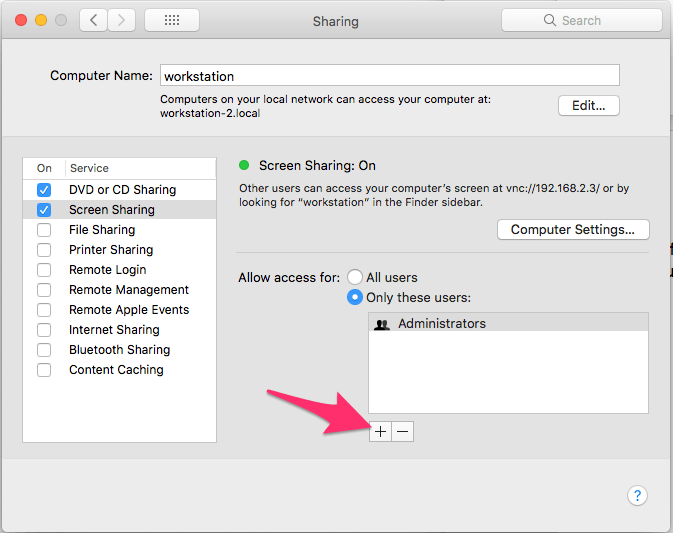 Sharing
Search
Computer Name:
workstation
Computers on your local network can access your computer at:
workstation-2.local
Edit...
On
Service
DVD or CD Sharing
Screen Sharing
File Sharing
Printer Sharing
Remote Login
Remote Management
Remote Apple Events
Internet Sharing
Bluetooth Sharing
Content Caching
Screen Sharing: On
Other users can access your computer’s screen at vnc://192.168.2.3/ or by
looking for “workstation” in the Finder sidebar.
Computer Settings...
Allow access for:
All users
Only these users:
Administrators
+
−
?